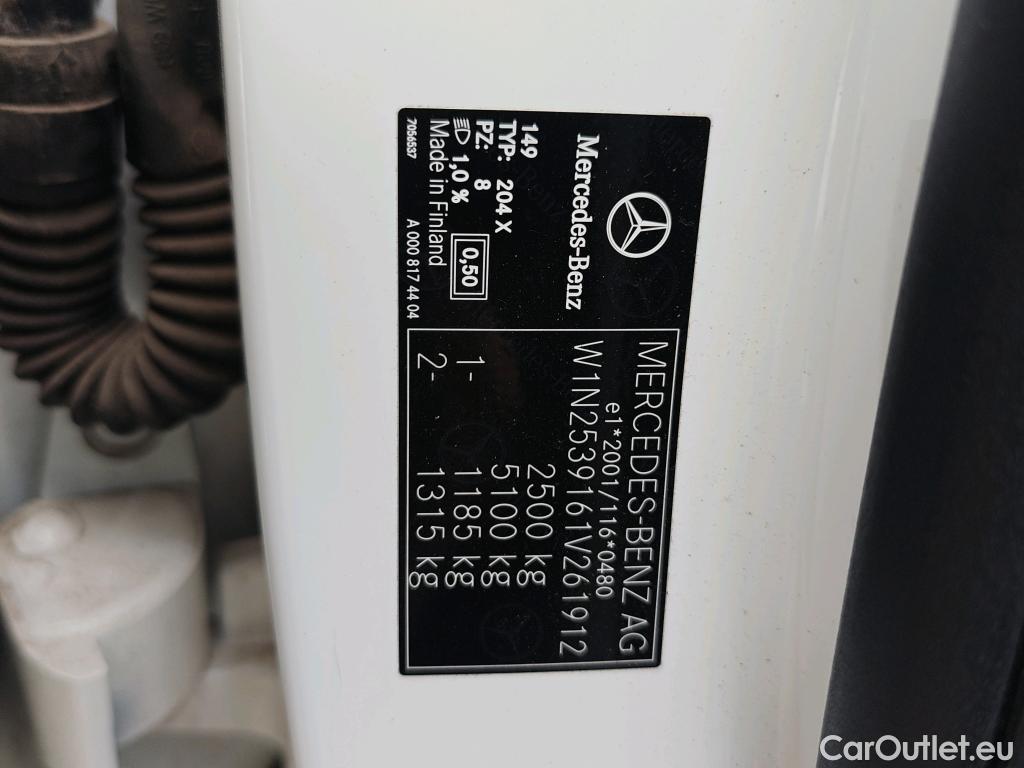 Mercedes-Benz
149
TYP: 204 X
PZ: 8
1,0 % 0,50
Made in Finland
7056537 A 000 817 44 04
MERCEDES-BENZ AG
e1*2001/116*0480
W1N2539161V261912
2500 kg
5100 kg
1- 1185 kg
2- 1315 kg
CarOutlet.eu